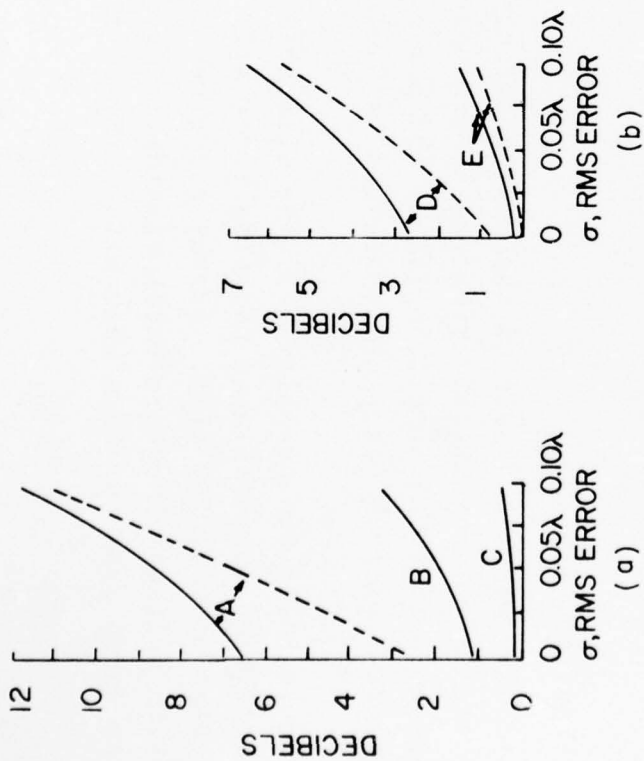 12
10
8
6
4
2
0
DECIBELS
A
B
C
0 0.05λ 0.10λ
σ, RMS ERROR
(a)
7
5
3
1
DECIBELS
D
E
0 0.05λ 0.10λ
σ, RMS ERROR
(b)